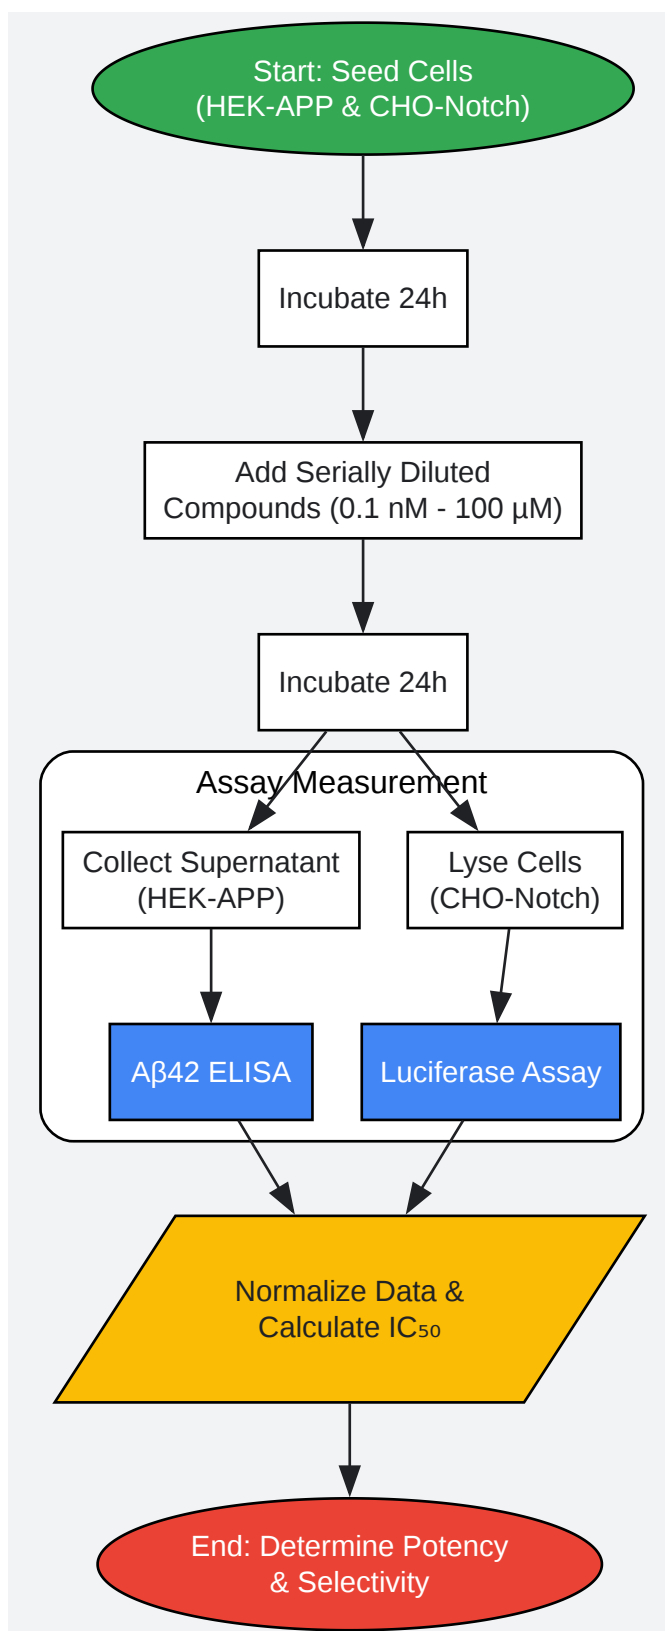 Start: Seed Cells
(HEK-APP & CHO-Notch)
Incubate 24h
Add Serially Diluted
Compounds (0.1 nM - 100 µM)
Incubate 24h
Assay Measurement
Collect Supernatant
(HEK-APP)
Lyse Cells
(CHO-Notch)
Aβ42 ELISA
Luciferase Assay
Normalize Data &
Calculate IC₅₀
End: Determine Potency
& Selectivity